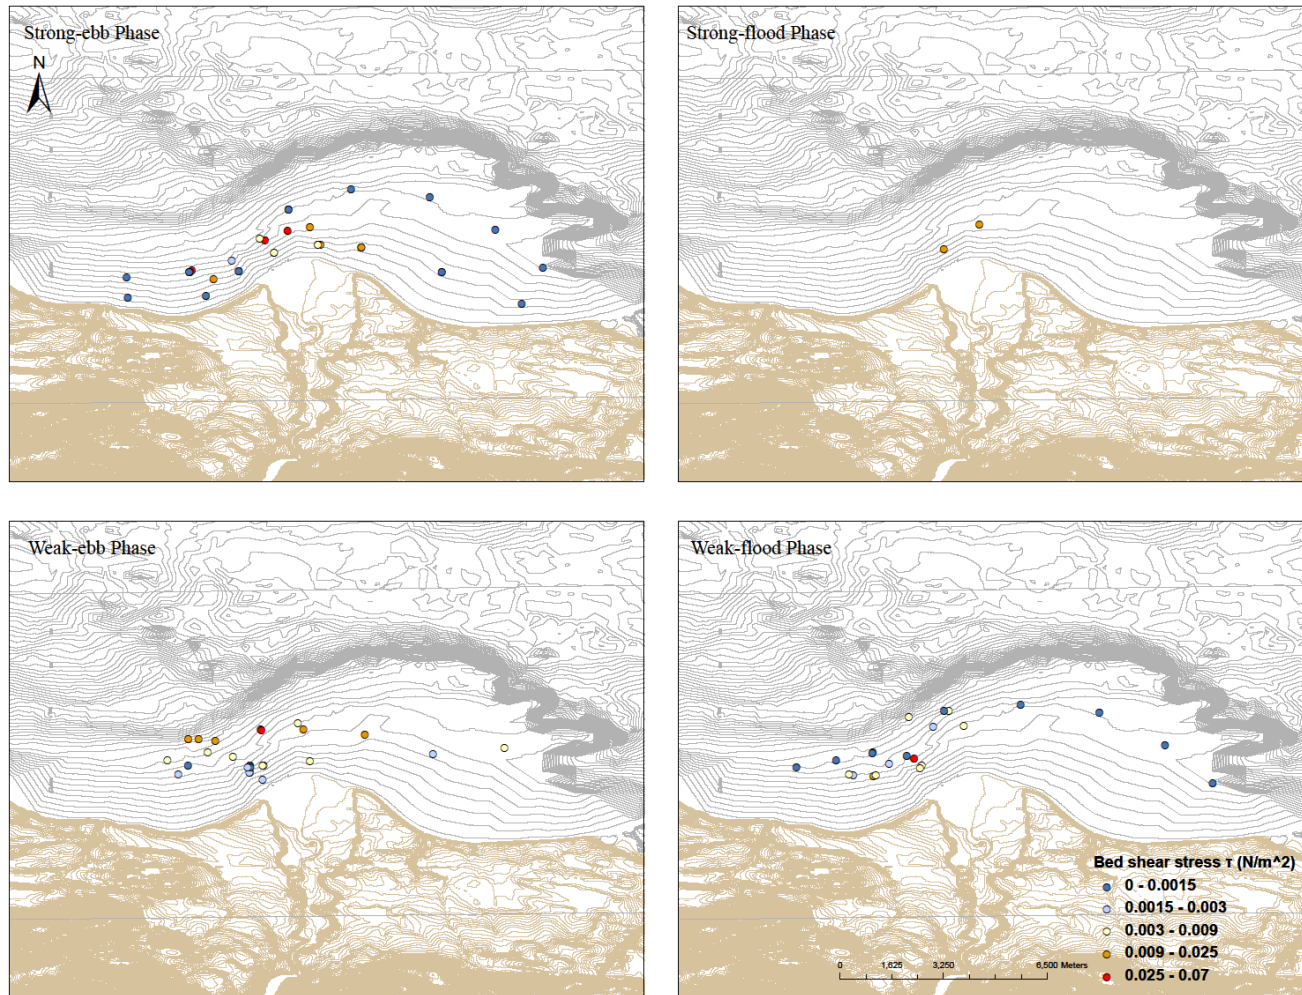 Strong-ebb Phase
N
Strong-flood Phase
Weak-ebb Phase
Weak-flood Phase
Bed shear stress τ (N/m^2)
0 - 0.0015
0.0015 - 0.003
0.003 - 0.009
0.009 - 0.025
0.025 - 0.07
0 1,625 3,250 6,500 Meters